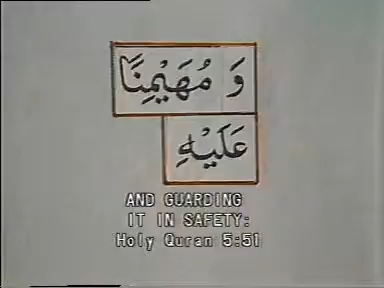 وَ مُهَيْمِنًا
عَلَيْهِ
AND GUARDING
IT IN SAFETY:
Holy Quran 5:51